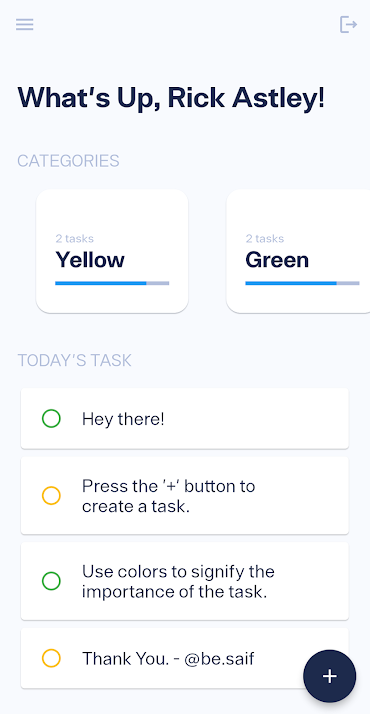 What's Up, Rick Astley!
CATEGORIES
2 tasks
Yellow
2 tasks
Green
TODAY'S TASK
Hey there!
Press the '+' button to
create a task.
Use colors to signify the
importance of the task.
Thank You. - @be.saif
+